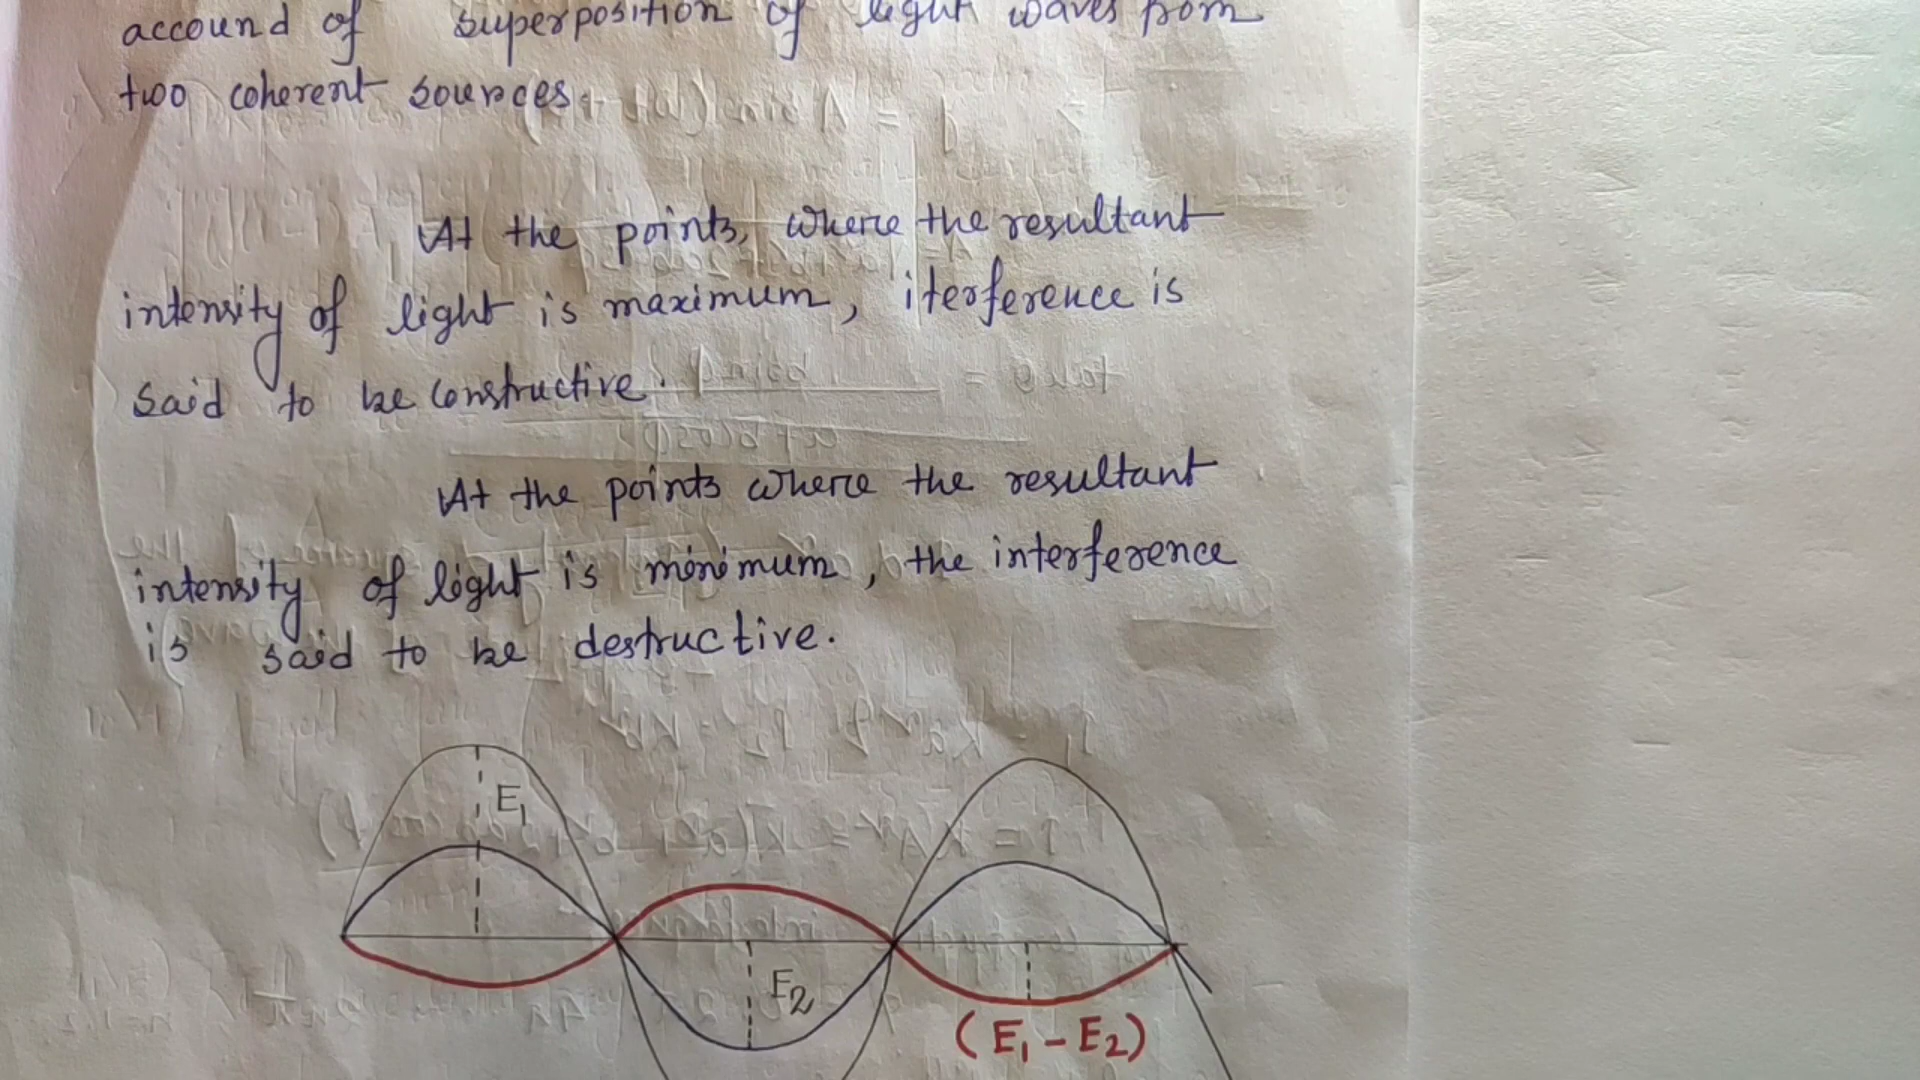 accound of superposition of light waves from
two coherent sources.
At the points, where the resultant
intensity of light is maximum, iterference is
said to be constructive.
At the points where the resultant
intensity of light is minimum, the interference
is said to be destructive.
E1
E2
(E1 - E2)